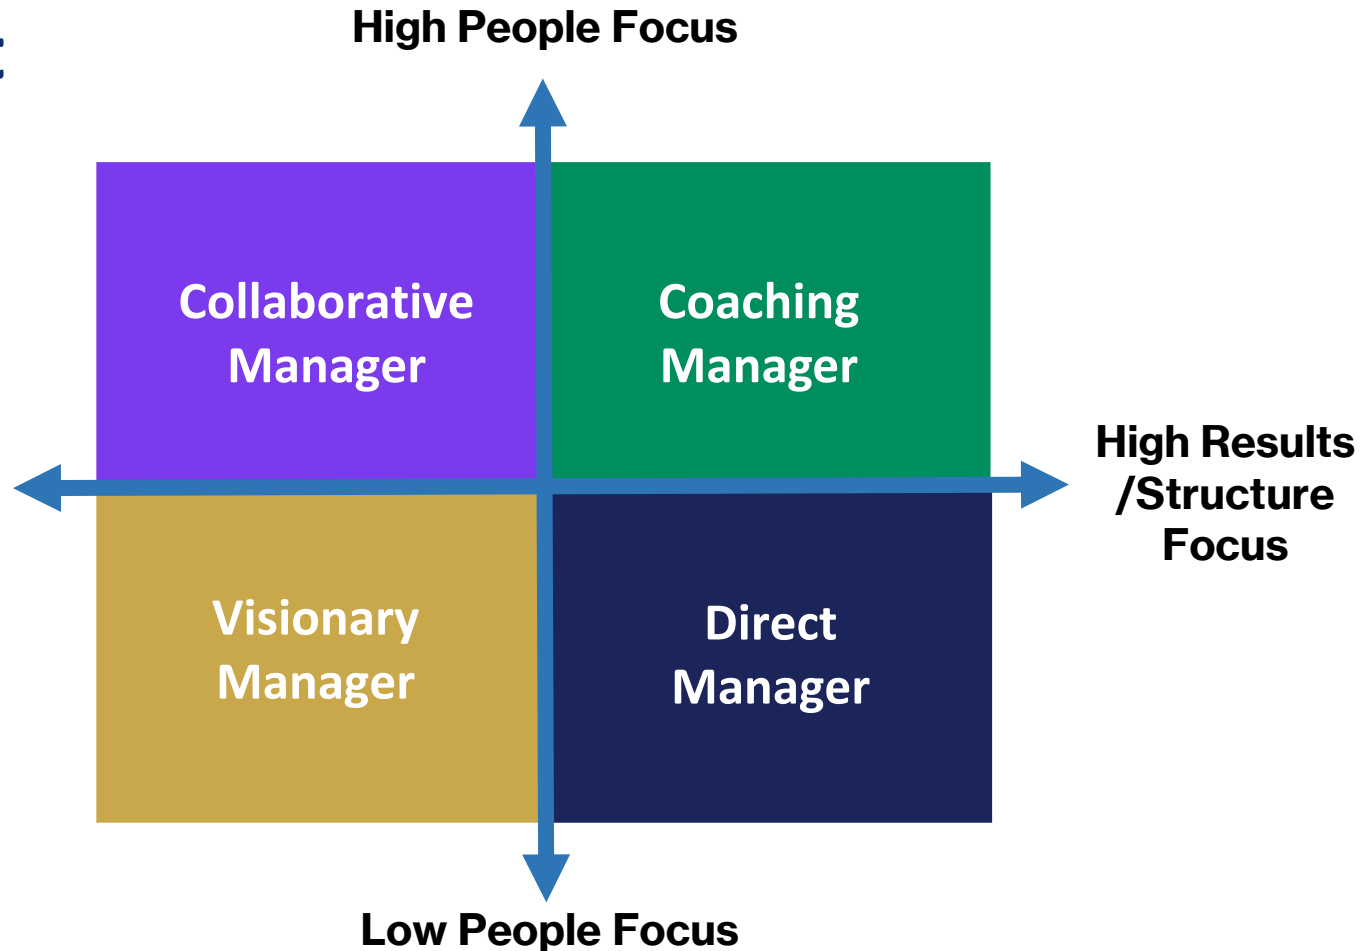 High People Focus
t
Collaborative
Manager
Coaching
Manager
High Results
/Structure
Focus
Visionary
Manager
Direct
Manager
Low People Focus